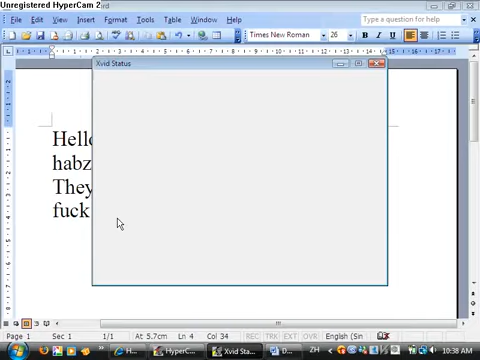 Unregistered HyperCam 2
Edit View Insert Format Tools Table Window Help
Type a question for help
Times New Roman 26 B I U
Xvid Status
Hello
habz
They
fuck
Page 1 Sec 1 1/1 At 5.7cm Ln 4 Col 34 REC TRK EXT OVR English (Sin
H... HyperC... Xvid Sta... D... ZH 10:38 AM